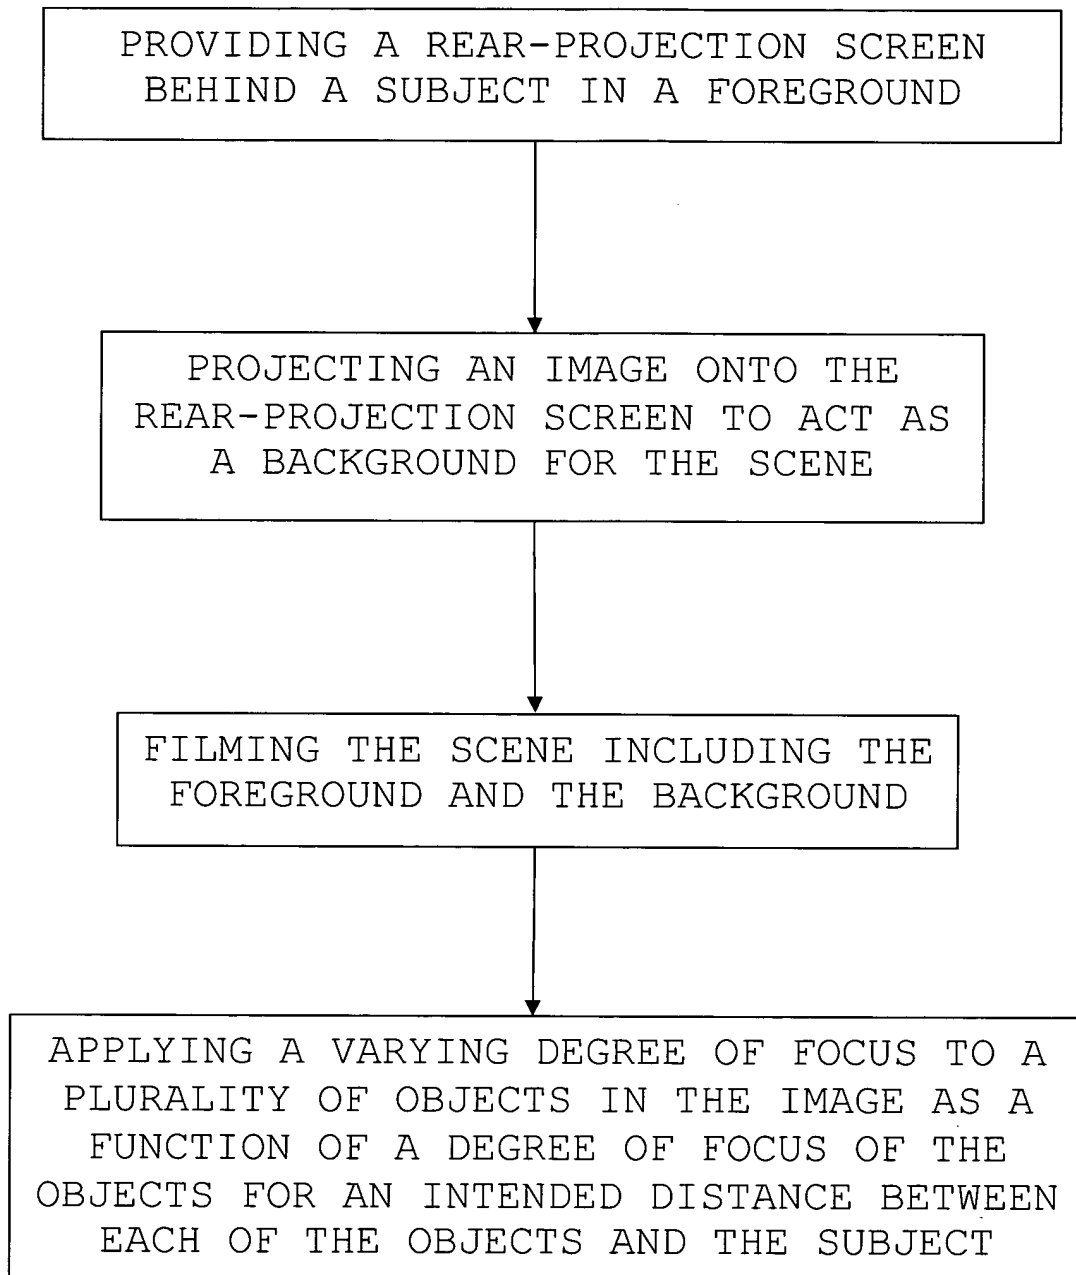 PROVIDING A REAR-PROJECTION SCREEN
BEHIND A SUBJECT IN A FOREGROUND
PROJECTING AN IMAGE ONTO THE
REAR-PROJECTION SCREEN TO ACT AS
A BACKGROUND FOR THE SCENE
FILMING THE SCENE INCLUDING THE
FOREGROUND AND THE BACKGROUND
APPLYING A VARYING DEGREE OF FOCUS TO A
PLURALITY OF OBJECTS IN THE IMAGE AS A
FUNCTION OF A DEGREE OF FOCUS OF THE
OBJECTS FOR AN INTENDED DISTANCE BETWEEN
EACH OF THE OBJECTS AND THE SUBJECT